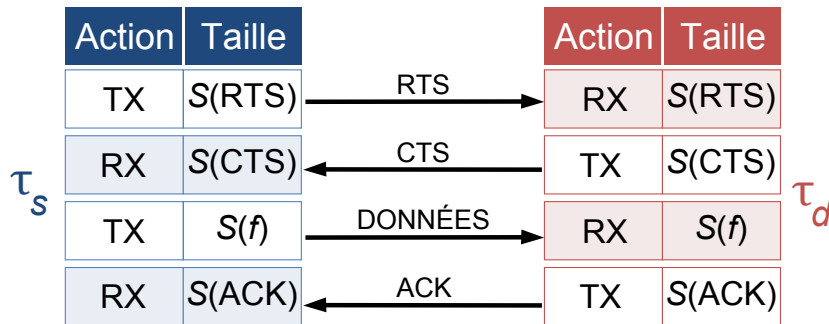 Action Taille Action Taille
TX S(RTS) RTS RX S(RTS)
RX S(CTS) CTS TX S(CTS)
τs τd
TX S(f) DONNÉES RX S(f)
RX S(ACK) ACK TX S(ACK)